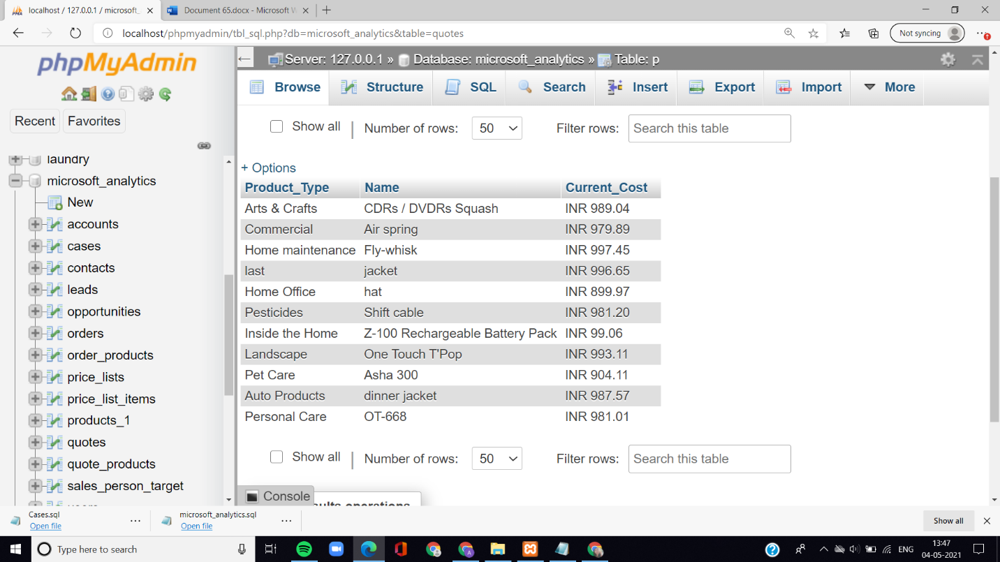 localhost / 127.0.0.1 / microsoft_
Document 65.docx - Microsoft W
localhost/phpmyadmin/tbl_sql.php?db=microsoft_analytics&table=quotes
Not syncing
phpMyAdmin
Recent
Favorites
laundry
microsoft_analytics
New
accounts
cases
contacts
leads
opportunities
orders
order_products
price_lists
price_list_items
products_1
quotes
quote_products
sales_person_target
Server: 127.0.0.1 » Database: microsoft_analytics » Table: p
Browse Structure SQL Search Insert Export Import More
Show all | Number of rows: 50 Filter rows: Search this table
+ Options
Product_Type Name Current_Cost
Arts & Crafts CDRs / DVDRs Squash INR 989.04
Commercial Air spring INR 979.89
Home maintenance Fly-whisk INR 997.45
last jacket INR 996.65
Home Office hat INR 899.97
Pesticides Shift cable INR 981.20
Inside the Home Z-100 Rechargeable Battery Pack INR 99.06
Landscape One Touch T'Pop INR 993.11
Pet Care Asha 300 INR 904.11
Auto Products dinner jacket INR 987.57
Personal Care OT-668 INR 981.01
Show all | Number of rows: 50 Filter rows: Search this table
Console
Cases.sql
Open file
microsoft_analytics.sql
Open file
Show all
Type here to search
ENG
13:47
04-05-2021